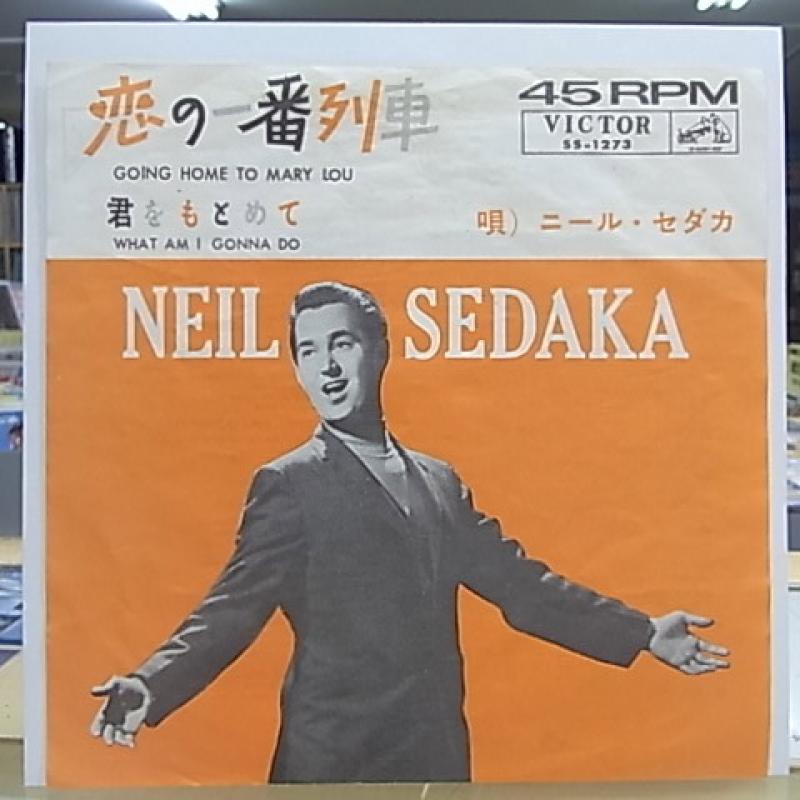 恋の一番列車
GOING HOME TO MARY LOU
君をもとめて
WHAT AM I GONNA DO
45 RPM
VICTOR
SS-1273
唄）ニール・セダカ
NEIL SEDAKA